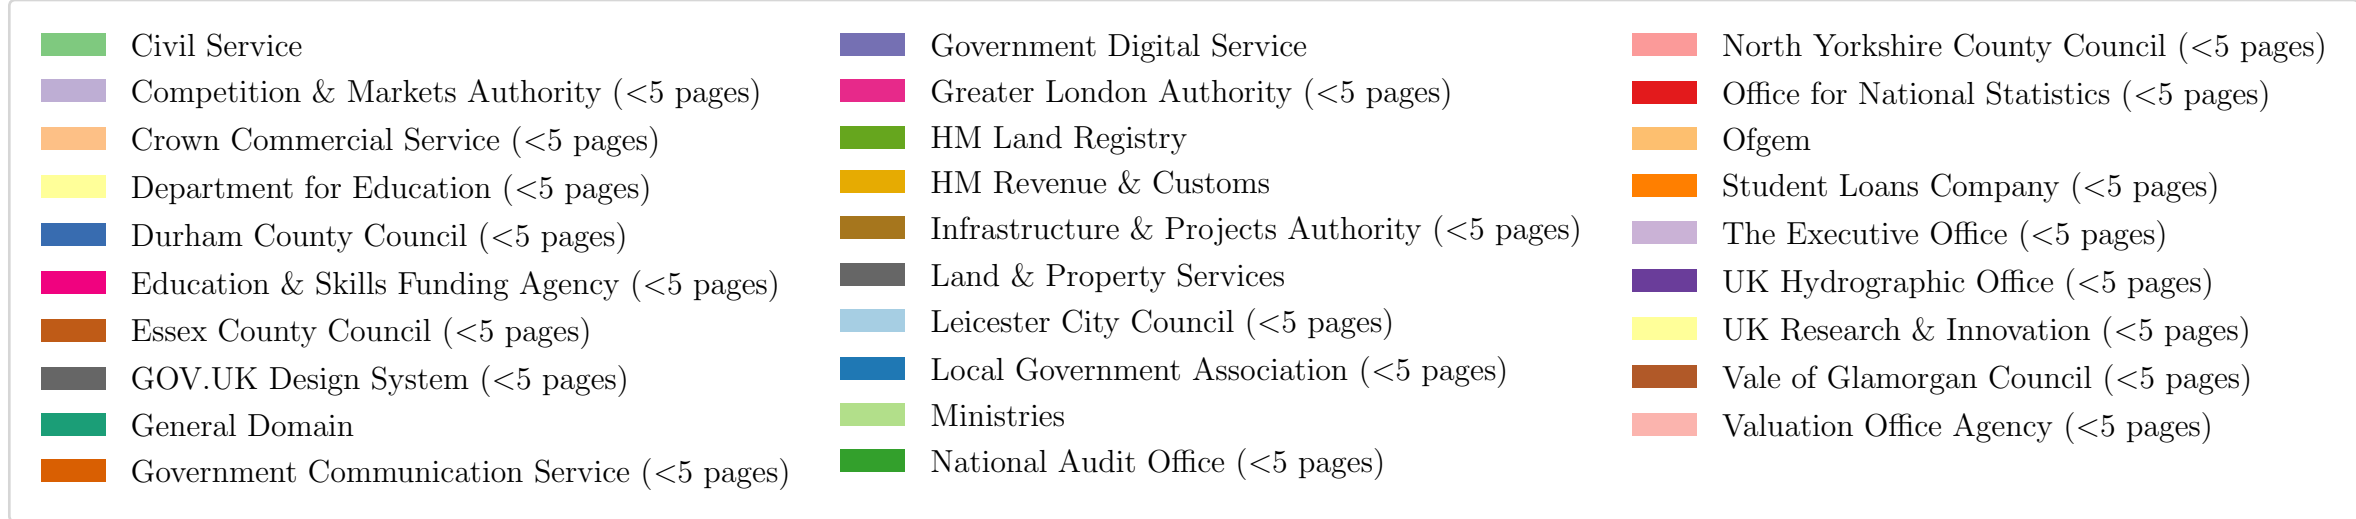 Civil Service
Competition & Markets Authority (<5 pages)
Crown Commercial Service (<5 pages)
Department for Education (<5 pages)
Durham County Council (<5 pages)
Education & Skills Funding Agency (<5 pages)
Essex County Council (<5 pages)
GOV.UK Design System (<5 pages)
General Domain
Government Communication Service (<5 pages)
Government Digital Service
Greater London Authority (<5 pages)
HM Land Registry
HM Revenue & Customs
Infrastructure & Projects Authority (<5 pages)
Land & Property Services
Leicester City Council (<5 pages)
Local Government Association (<5 pages)
Ministries
National Audit Office (<5 pages)
North Yorkshire County Council (<5 pages)
Office for National Statistics (<5 pages)
Ofgem
Student Loans Company (<5 pages)
The Executive Office (<5 pages)
UK Hydrographic Office (<5 pages)
UK Research & Innovation (<5 pages)
Vale of Glamorgan Council (<5 pages)
Valuation Office Agency (<5 pages)